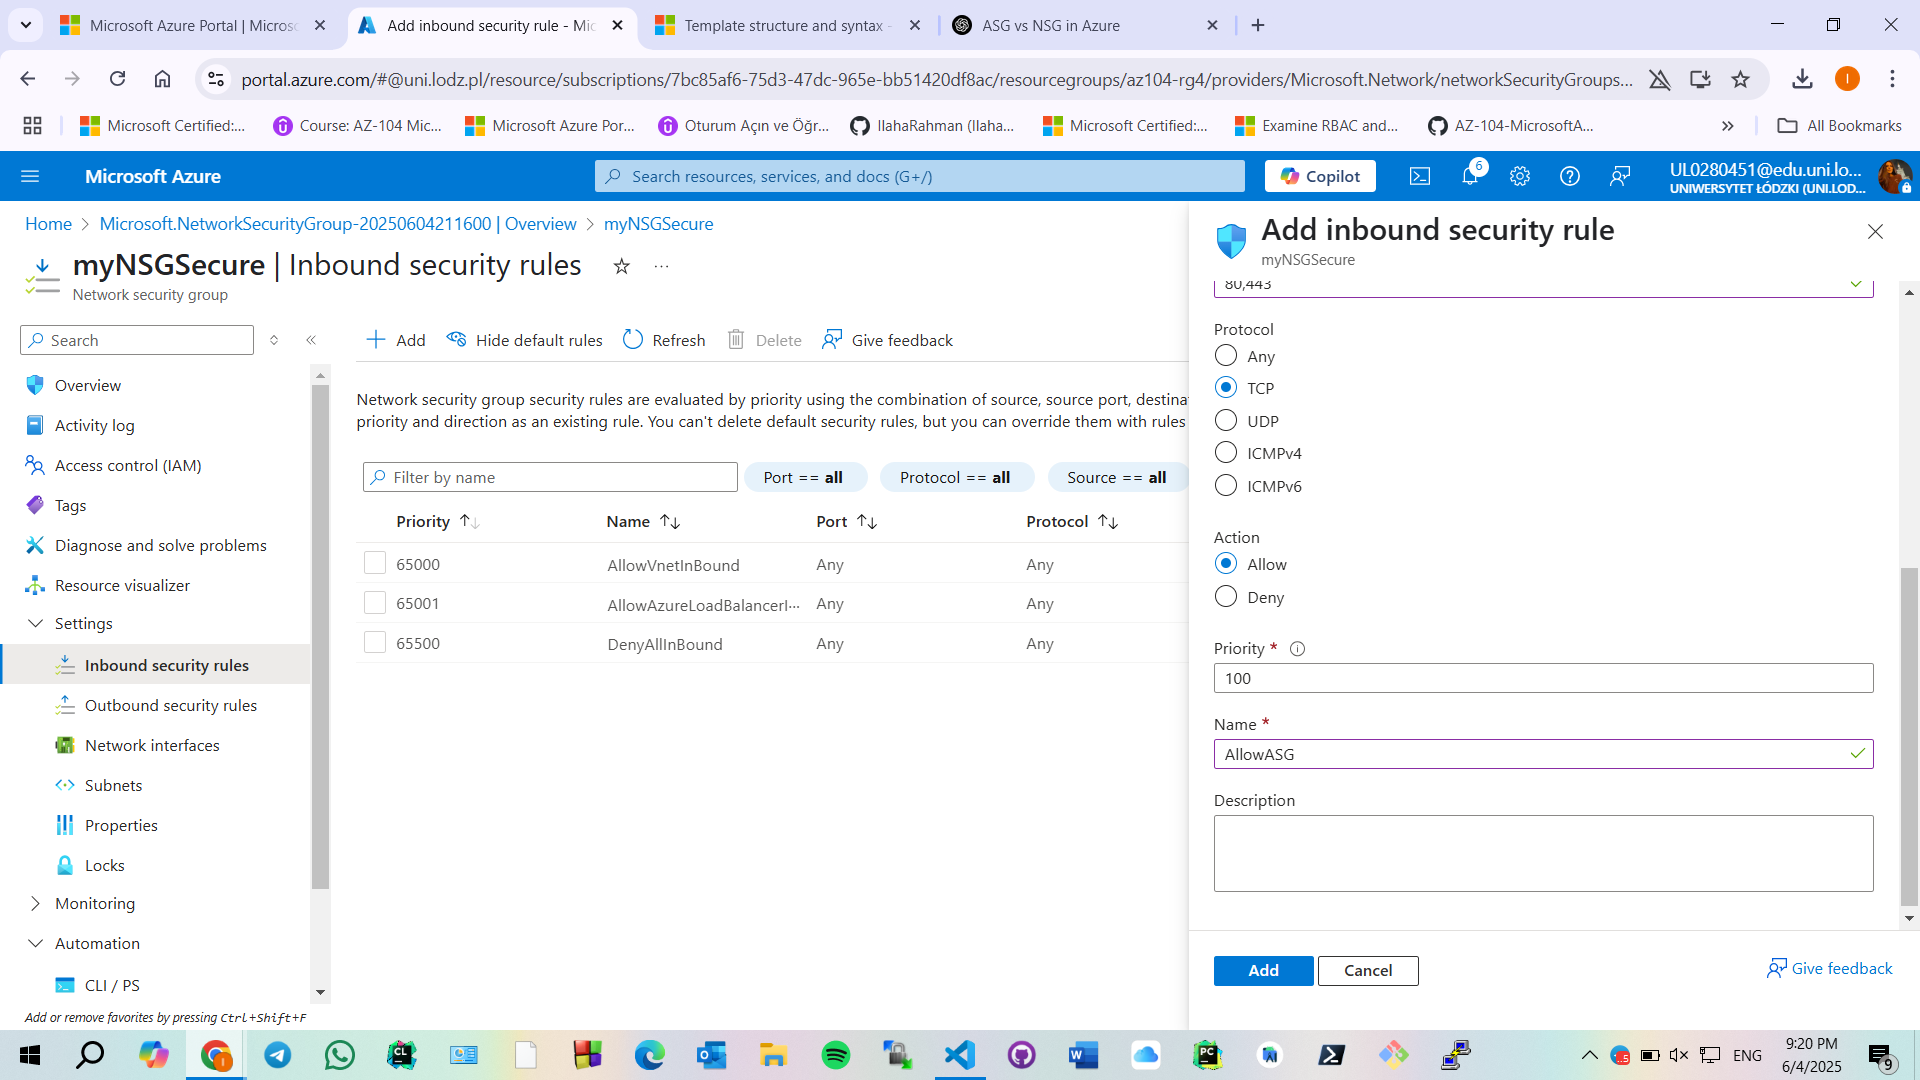 Microsoft Azure Portal | Microso
Add inbound security rule - Mic
Template structure and syntax -
ASG vs NSG in Azure
portal.azure.com/#@uni.lodz.pl/resource/subscriptions/7bc85af6-75d3-47dc-965e-bb51420df8ac/resourcegroups/az104-rg4/providers/Microsoft.Network/networkSecurityGroups...
I
Microsoft Certified:...
Course: AZ-104 Mic...
Microsoft Azure Por...
Oturum Açın ve Öğr...
IlahaRahman (Ilaha...
Microsoft Certified:...
Examine RBAC and...
AZ-104-MicrosoftA...
All Bookmarks
Microsoft Azure
Search resources, services, and docs (G+/)
Copilot
6
UL0280451@edu.uni.lo...
UNIWERSYTET ŁÓDZKI (UNI.LOD...
Home > Microsoft.NetworkSecurityGroup-20250604211600 | Overview > myNSGSecure
myNSGSecure | Inbound security rules
Network security group
Search
Overview
Activity log
Access control (IAM)
Tags
Diagnose and solve problems
Resource visualizer
Settings
Inbound security rules
Outbound security rules
Network interfaces
Subnets
Properties
Locks
Monitoring
Automation
CLI / PS
Add or remove favorites by pressing Ctrl+Shift+F
Add
Hide default rules
Refresh
Delete
Give feedback
Network security group security rules are evaluated by priority using the combination of source, source port, destina
priority and direction as an existing rule. You can't delete default security rules, but you can override them with rules
Filter by name
Port == all
Protocol == all
Source == all
Priority Name Port Protocol
65000 AllowVnetInBound Any Any
65001 AllowAzureLoadBalancerI... Any Any
65500 DenyAllInBound Any Any
Add inbound security rule
myNSGSecure
80,443
Protocol
Any
TCP
UDP
ICMPv4
ICMPv6
Action
Allow
Deny
Priority *
100
Name *
AllowASG
Description
Add
Cancel
Give feedback
ENG
9:20 PM
6/4/2025
9